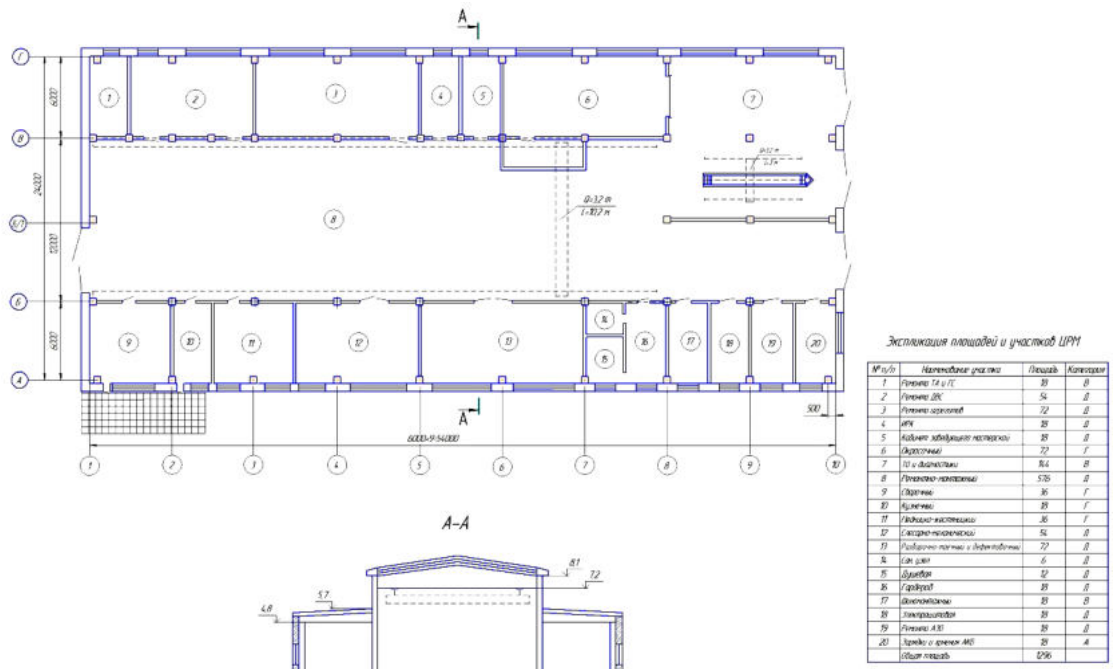 А
Г
1
2
3
4
5
6
7
6000
В
24000
Q=3,2 т
Б/1
8
Q=3,2 т
L=10,2 м
12000
Б
14
6000
9
10
11
12
13
15
16
17
18
19
20
А
А
500
6000×9=54000
1
2
3
4
5
6
7
8
9
10
Экспликация площадей и участков ЦРМ
№ п/п Наименование участка Площадь Категория
1 Ремонта ТА и ГС 18 В
2 Ремонта ДВС 54 Д
3 Ремонта агрегатов 72 Д
4 ИРК 18 Д
5 Кабинет заведующего мастерской 18 Д
6 Окрасочный 72 Г
7 ТО и диагностики 144 В
8 Ремонтно-монтажный 576 Д
9 Сварочный 36 Г
10 Кузнечный 18 Г
11 Медницко-жестяницкий 36 Г
12 Слесарно-механический 54 Д
13 Разборочно-моечный и дефектовочный 72 Д
14 Сан. узел 6 Д
15 Душевая 12 Д
16 Гардероб 18 Д
17 Шиномонтажный 18 В
18 Электрощитовая 18 Д
19 Ремонта АЭО 18 Д
20 Зарядки и хранения АКБ 18 А
Общая площадь 1296
А-А
8,1
7,2
5,7
4,8